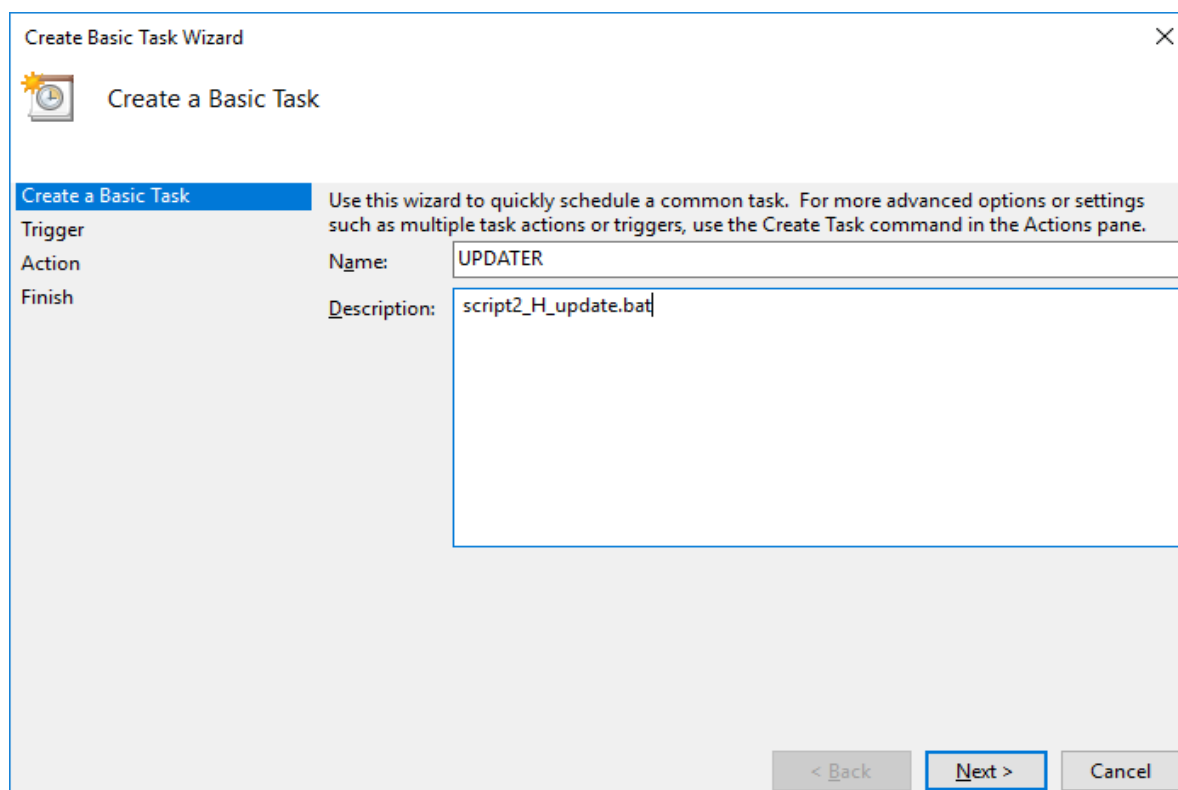 Create Basic Task Wizard
Create a Basic Task
Create a Basic Task
Trigger
Action
Finish
Use this wizard to quickly schedule a common task.  For more advanced options or settings
such as multiple task actions or triggers, use the Create Task command in the Actions pane.
Name:
UPDATER
Description:
script2_H_update.bat
< Back
Next >
Cancel